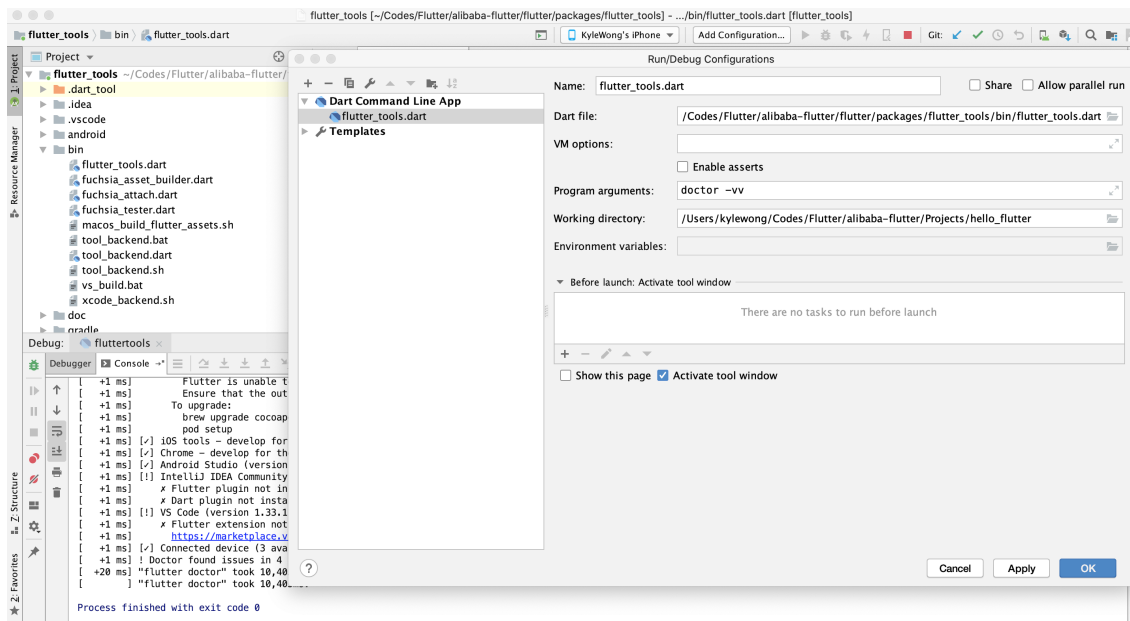 flutter_tools [~/Codes/Flutter/alibaba-flutter/flutter/packages/flutter_tools] - .../bin/flutter_tools.dart [flutter_tools]
flutter_tools bin flutter_tools.dart
KyleWong's iPhone
Add Configuration...
Git:
1: Project
Resource Manager
Z: Structure
2: Favorites
Project
flutter_tools ~/Codes/Flutter/alibaba-flutter/
.dart_tool
.idea
.vscode
android
bin
flutter_tools.dart
fuchsia_asset_builder.dart
fuchsia_attach.dart
fuchsia_tester.dart
macos_build_flutter_assets.sh
tool_backend.bat
tool_backend.dart
tool_backend.sh
vs_build.bat
xcode_backend.sh
doc
gradle
Run/Debug Configurations
Dart Command Line App
flutter_tools.dart
Templates
Name: flutter_tools.dart
Share
Allow parallel run
Dart file: /Codes/Flutter/alibaba-flutter/flutter/packages/flutter_tools/bin/flutter_tools.dart
VM options:
Enable asserts
Program arguments: doctor -vv
Working directory: /Users/kylewong/Codes/Flutter/alibaba-flutter/Projects/hello_flutter
Environment variables:
Before launch: Activate tool window
There are no tasks to run before launch
Show this page
Activate tool window
?
Cancel
Apply
OK
Debug: fluttertools
Debugger Console
[ +1 ms] Flutter is unable t
[ +1 ms] Ensure that the out
[ +1 ms] To upgrade:
[ +1 ms] brew upgrade cocoap
[ +1 ms] pod setup
[ +1 ms] [✓] iOS tools – develop for
[ +1 ms] [✓] Chrome – develop for th
[ +1 ms] [✓] Android Studio (version
[ +1 ms] [!] IntelliJ IDEA Community
[ +1 ms] ✗ Flutter plugin not in
[ +1 ms] ✗ Dart plugin not insta
[ +1 ms] [!] VS Code (version 1.33.1
[ +1 ms] ✗ Flutter extension not
[ +1 ms] https://marketplace.v
[ +1 ms] [✓] Connected device (3 ava
[ +1 ms] ! Doctor found issues in 4
[ +20 ms] "flutter doctor" took 10,40
[ ] "flutter doctor" took 10,40
Process finished with exit code 0